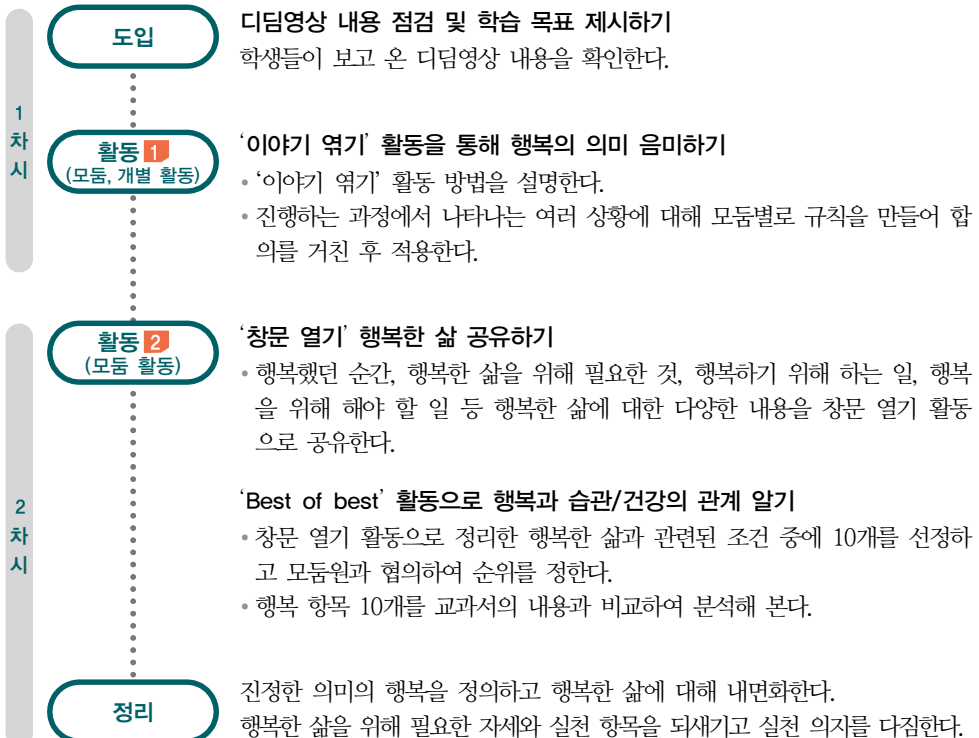 도입
디딤영상 내용 점검 및 학습 목표 제시하기
학생들이 보고 온 디딤영상 내용을 확인한다.
1
차
시
활동 1
(모둠, 개별 활동)
‘이야기 엮기’ 활동을 통해 행복의 의미 음미하기
• ‘이야기 엮기’ 활동 방법을 설명한다.
• 진행하는 과정에서 나타나는 여러 상황에 대해 모둠별로 규칙을 만들어 합
의를 거친 후 적용한다.
활동 2
(모둠 활동)
‘창문 열기’ 행복한 삶 공유하기
• 행복했던 순간, 행복한 삶을 위해 필요한 것, 행복하기 위해 하는 일, 행복
을 위해 해야 할 일 등 행복한 삶에 대한 다양한 내용을 창문 열기 활동
으로 공유한다.
2
차
시
‘Best of best’ 활동으로 행복과 습관/건강의 관계 알기
• 창문 열기 활동으로 정리한 행복한 삶과 관련된 조건 중에 10개를 선정하
고 모둠원과 협의하여 순위를 정한다.
• 행복 항목 10개를 교과서의 내용과 비교하여 분석해 본다.
정리
진정한 의미의 행복을 정의하고 행복한 삶에 대해 내면화한다.
행복한 삶을 위해 필요한 자세와 실천 항목을 되새기고 실천 의지를 다짐한다.